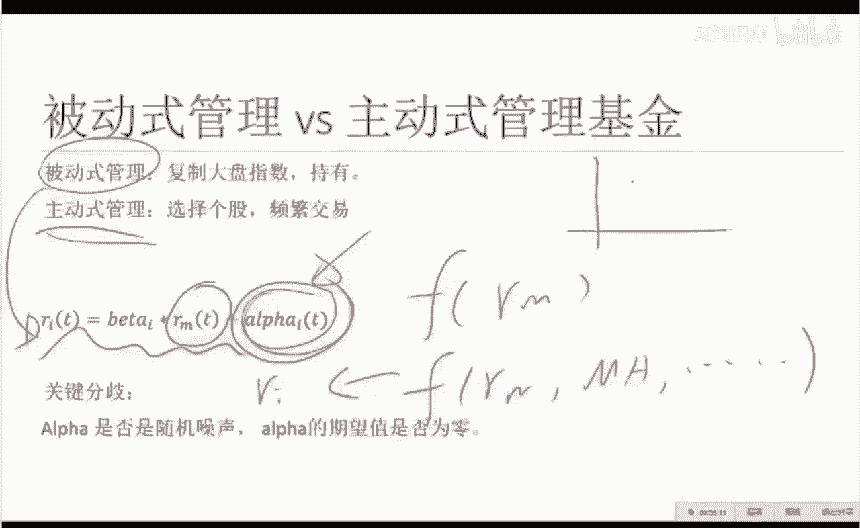 被动式管理 vs 主动式管理基金
被动式管理：复制大盘指数，持有。
主动式管理：选择个股，频繁交易
r_i(t) = beta_i * r_m(t) + alpha_i(t)
f( r_m )
r_i ← f(r_m, MA, ......)
关键分歧：
Alpha 是否是随机噪声， alpha的期望值是否为零。